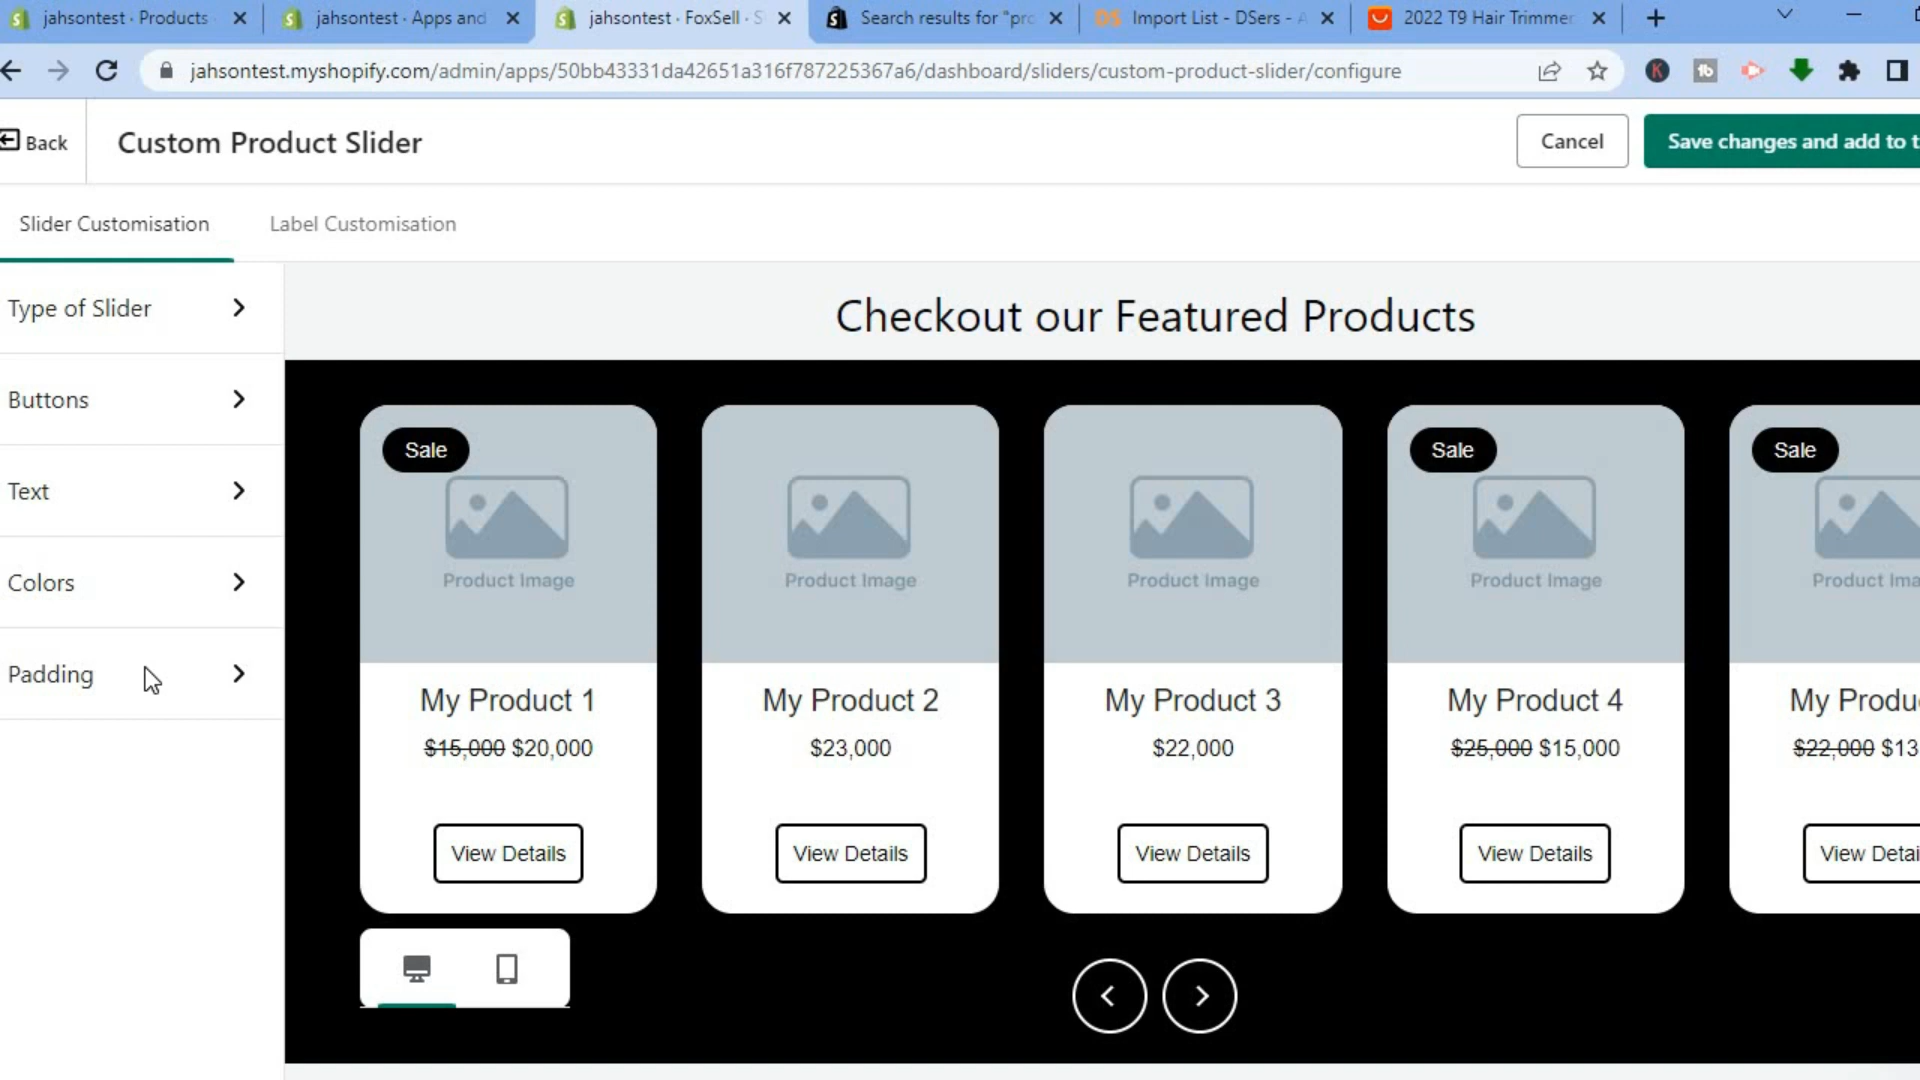 jahsontest · Products
jahsontest · Apps and
jahsontest · FoxSell · S
Search results for "pro
DS Import List - DSers - A
2022 T9 Hair Trimmer
jahsontest.myshopify.com/admin/apps/50bb43331da42651a316f787225367a6/dashboard/sliders/custom-product-slider/configure
Back
Custom Product Slider
Cancel
Save changes and add to t
Slider Customisation
Label Customisation
Type of Slider
Buttons
Text
Colors
Padding
Checkout our Featured Products
Sale
Sale
Sale
Product Image
Product Image
Product Image
Product Image
Product Ima
My Product 1
My Product 2
My Product 3
My Product 4
My Produ
$15,000 $20,000
$23,000
$22,000
$25,000 $15,000
$22,000 $13
View Details
View Details
View Details
View Details
View Detai